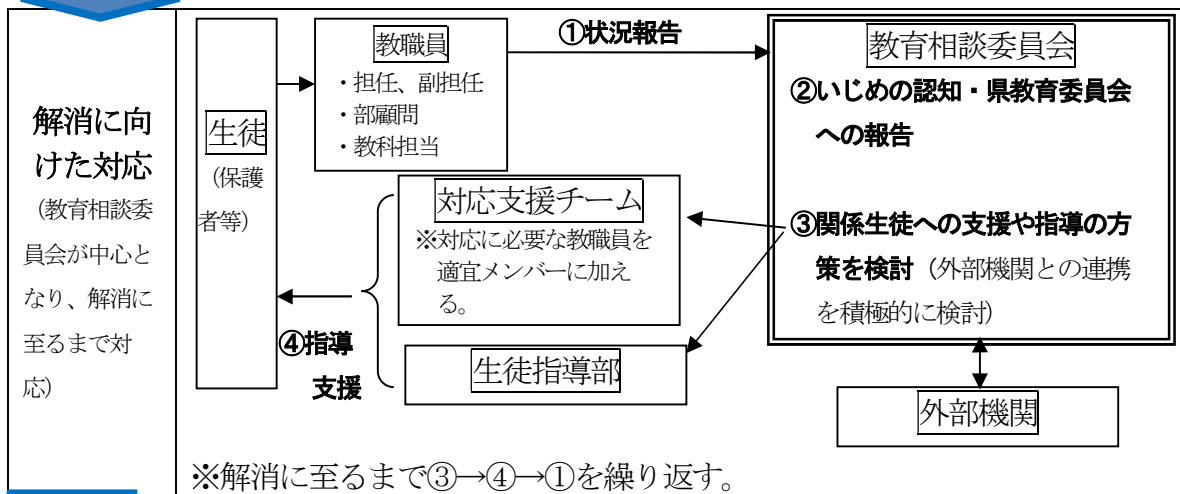 解消に向
けた対応
（教育相談委
員会が中心と
なり、解消に
至るまで対
応）
生徒
（保護
者等）
教職員
・担任、副担任
・部顧問
・教科担当
①状況報告
教育相談委員会
②いじめの認知・県教育委員会
への報告
③関係生徒への支援や指導の方
策を検討（外部機関との連携
を積極的に検討）
対応支援チーム
※対応に必要な教職員を
適宜メンバーに加え
る。
④指導
支援
生徒指導部
外部機関
※解消に至るまで③→④→①を繰り返す。